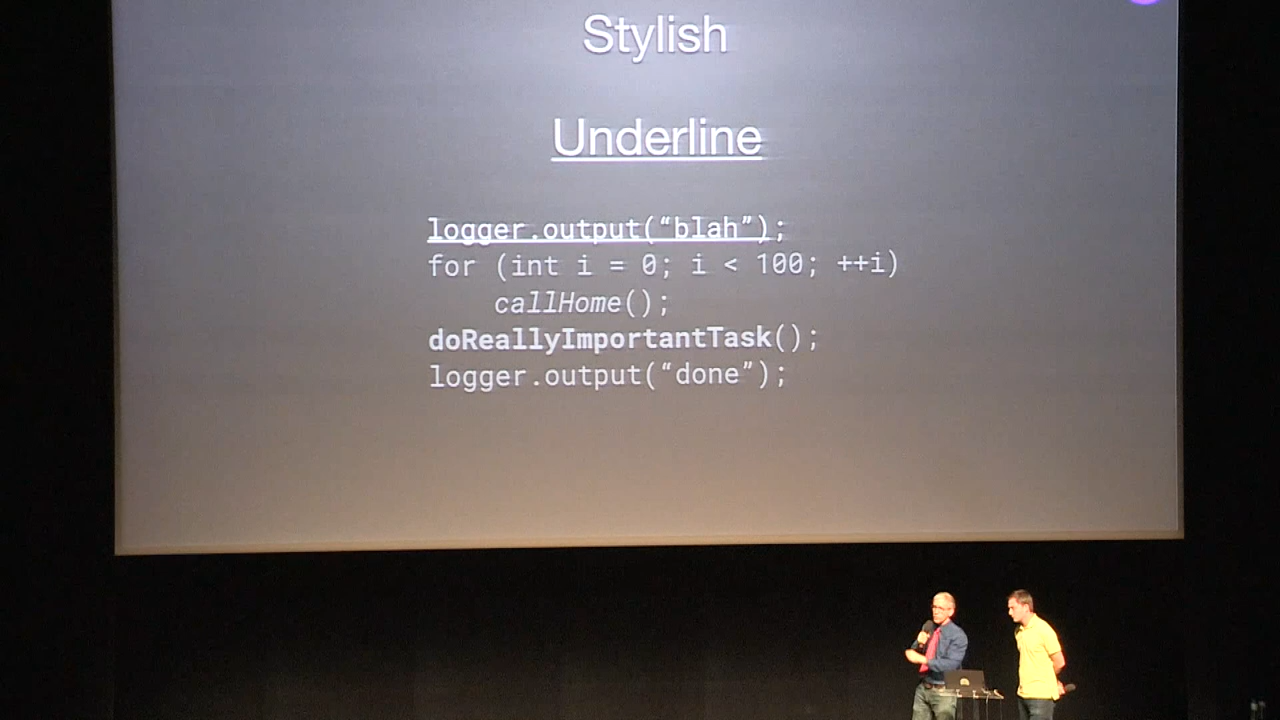 Stylish
Underline
logger.output(“blah”);
for (int i = 0; i < 100; ++i)
    callHome();
doReallyImportantTask();
logger.output(“done”);